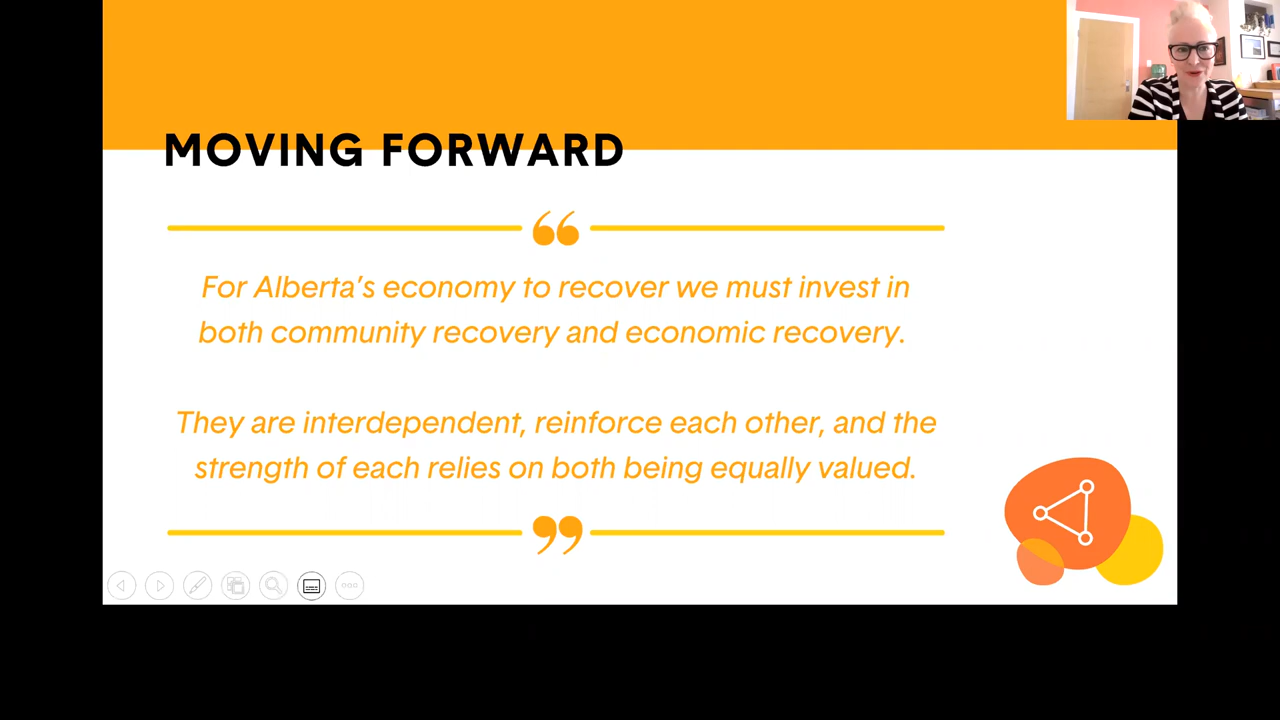 MOVING FORWARD
“
For Alberta's economy to recover we must invest in
both community recovery and economic recovery.
They are interdependent, reinforce each other, and the
strength of each relies on both being equally valued.
”